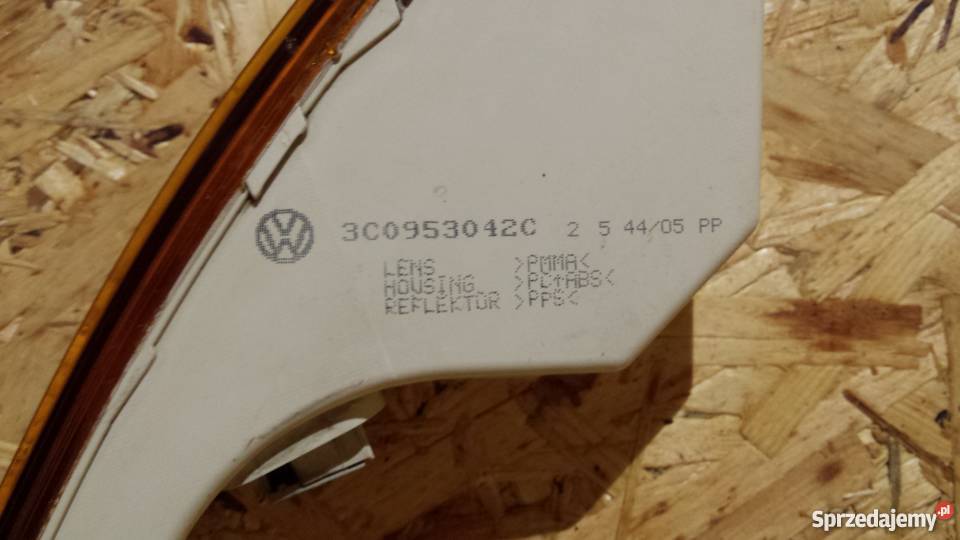 3C0953042C 2 5 44/05 PP
LENS >PMMA<
HOUSING >PC+ABS<
REFLEKTOR >PPS<
Sprzedajemy.pl